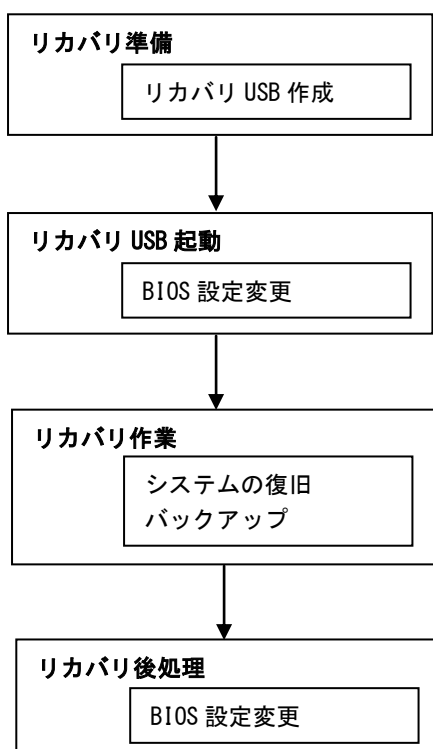 リカバリ準備
リカバリ USB 作成
リカバリ USB 起動
BIOS 設定変更
リカバリ作業
システムの復旧
バックアップ
リカバリ後処理
BIOS 設定変更